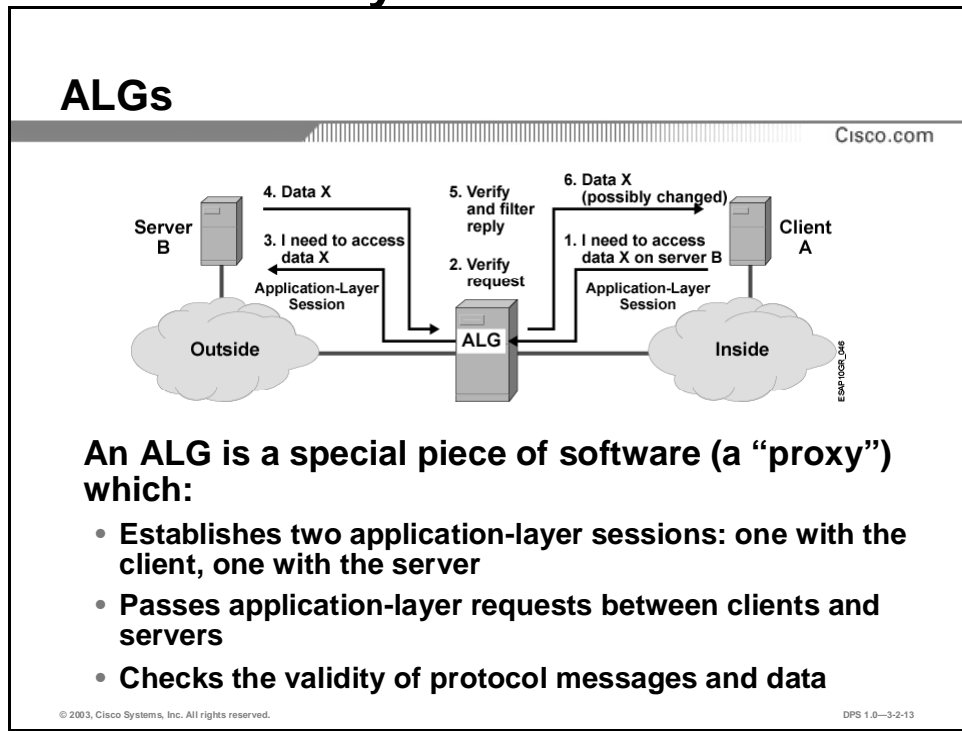 ALGs
Cisco.com
4. Data X
5. Verify
and filter
reply
6. Data X
(possibly changed)
Server
B
Client
A
3. I need to access
data X
2. Verify
request
1. I need to access
data X on server B
Application-Layer
Session
Application-Layer
Session
Outside
ALG
Inside
ESAP10GR_046
An ALG is a special piece of software (a “proxy”)
which:
• Establishes two application-layer sessions: one with the
client, one with the server
• Passes application-layer requests between clients and
servers
• Checks the validity of protocol messages and data
© 2003, Cisco Systems, Inc. All rights reserved.
DPS 1.0—3-2-13